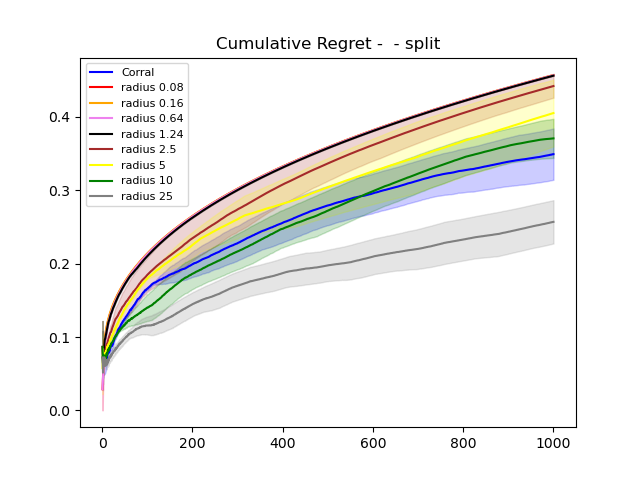 Cumulative Regret -  - split
Corral
radius 0.08
radius 0.16
radius 0.64
radius 1.24
radius 2.5
radius 5
radius 10
radius 25
0.4
0.3
0.2
0.1
0.0
0 200 400 600 800 1000